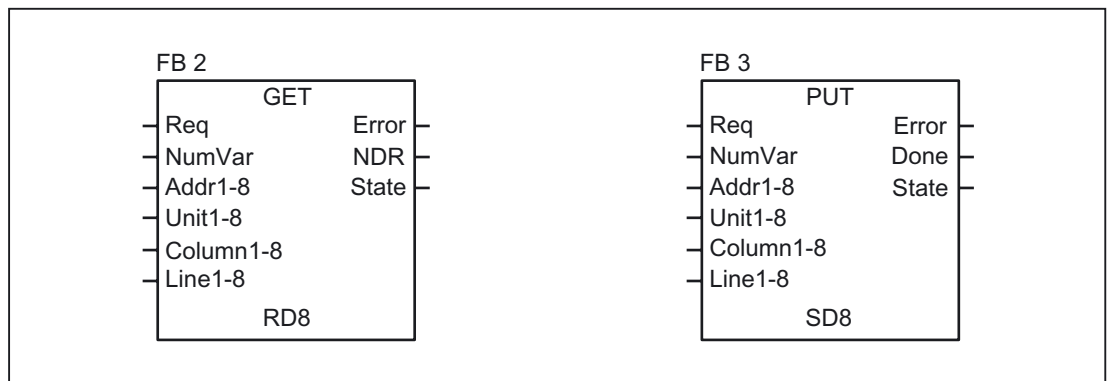 FB 2
GET
Req Error
NumVar NDR
Addr1-8 State
Unit1-8
Column1-8
Line1-8
RD8
FB 3
PUT
Req Error
NumVar Done
Addr1-8 State
Unit1-8
Column1-8
Line1-8
SD8